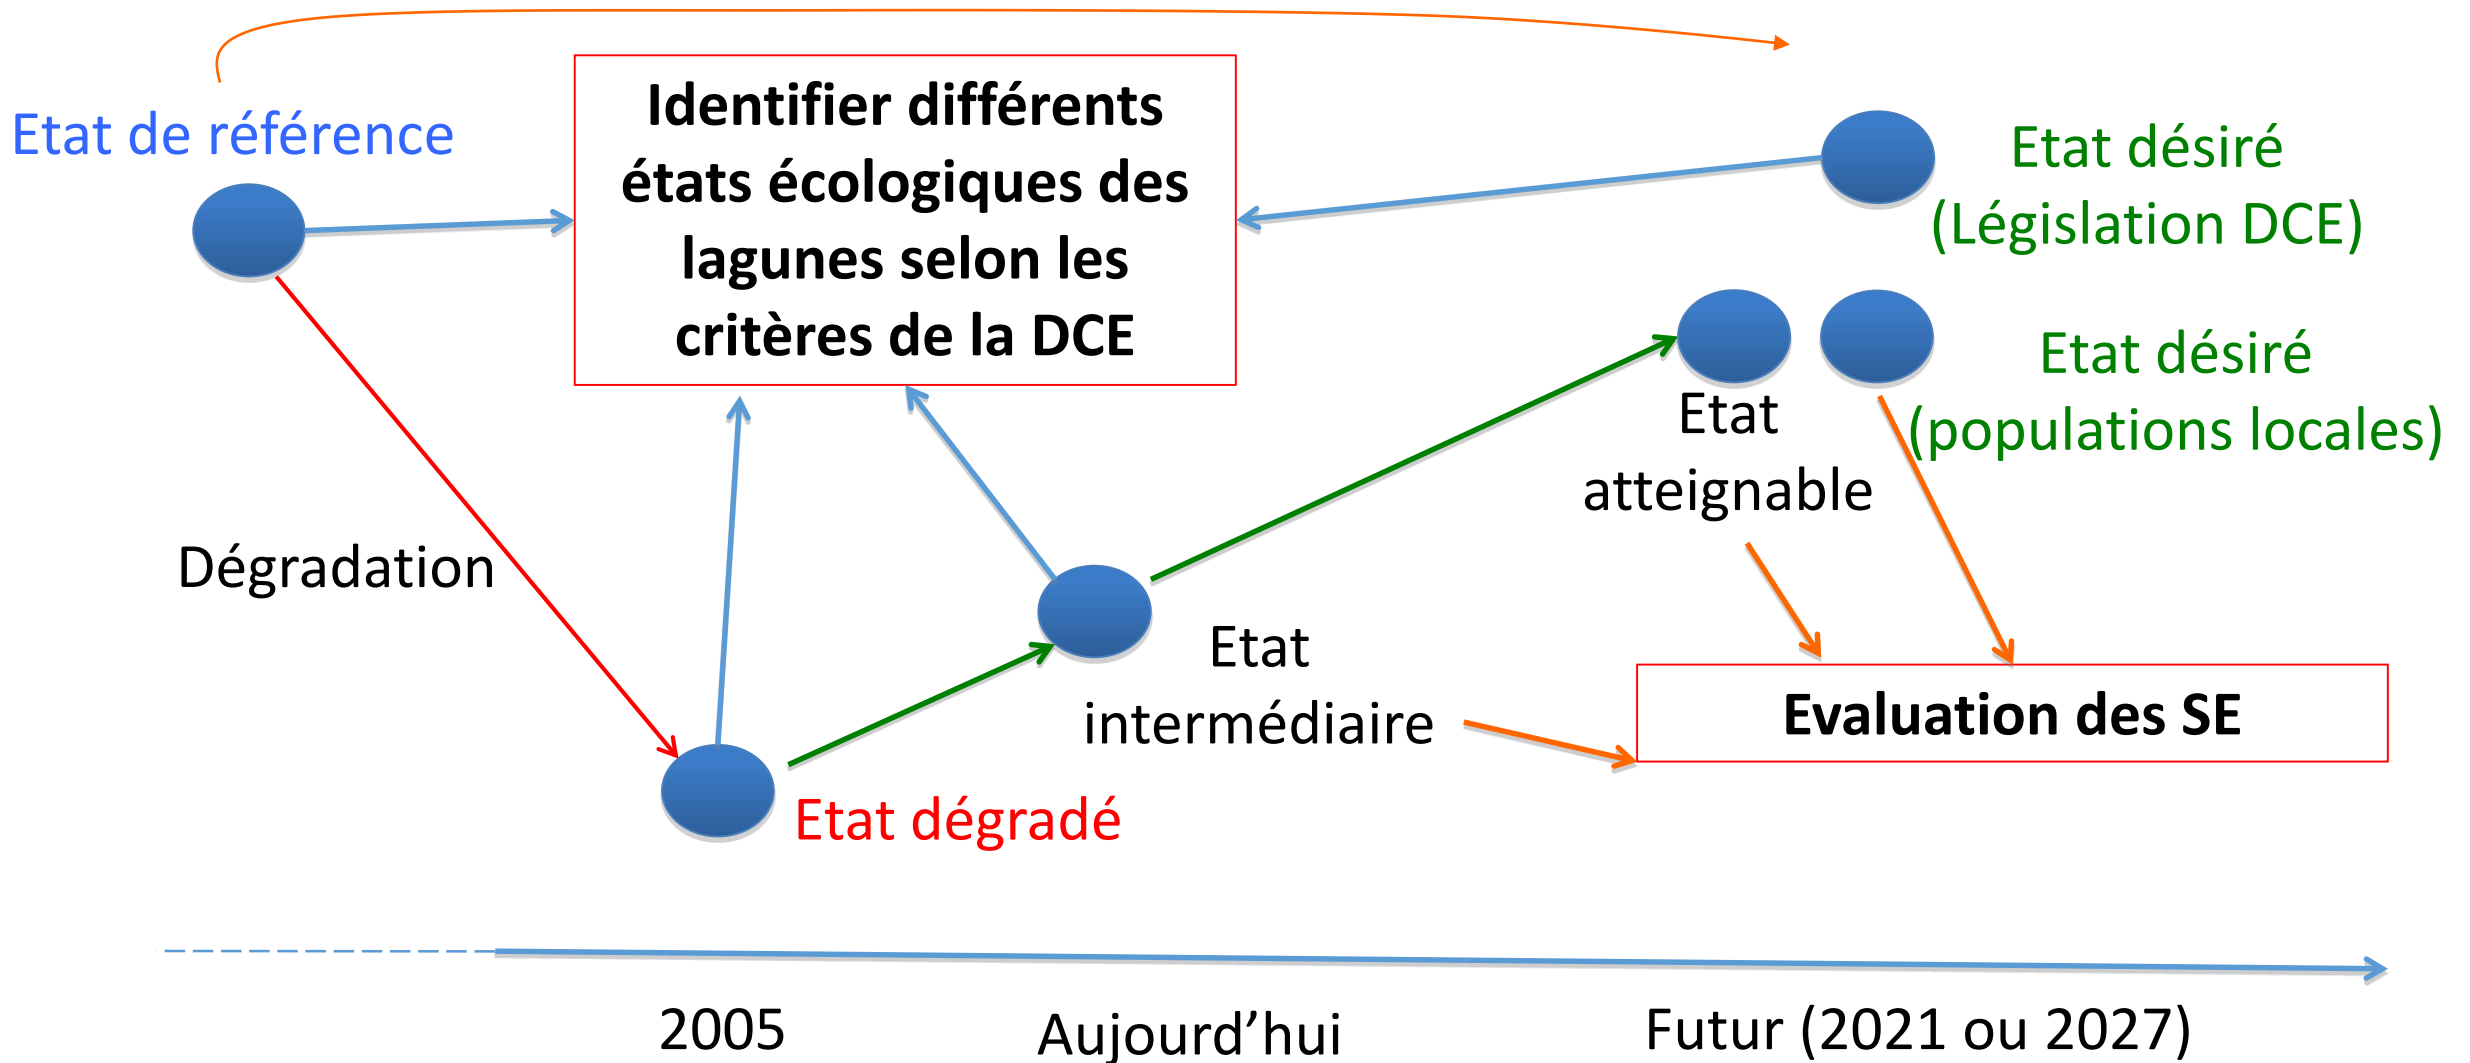 Etat de référence
Identifier différents
états écologiques des
lagunes selon les
critères de la DCE
Etat désiré
(Législation DCE)
Etat désiré
(populations locales)
Etat
atteignable
Dégradation
Etat
intermédiaire
Evaluation des SE
Etat dégradé
2005
Aujourd’hui
Futur (2021 ou 2027)